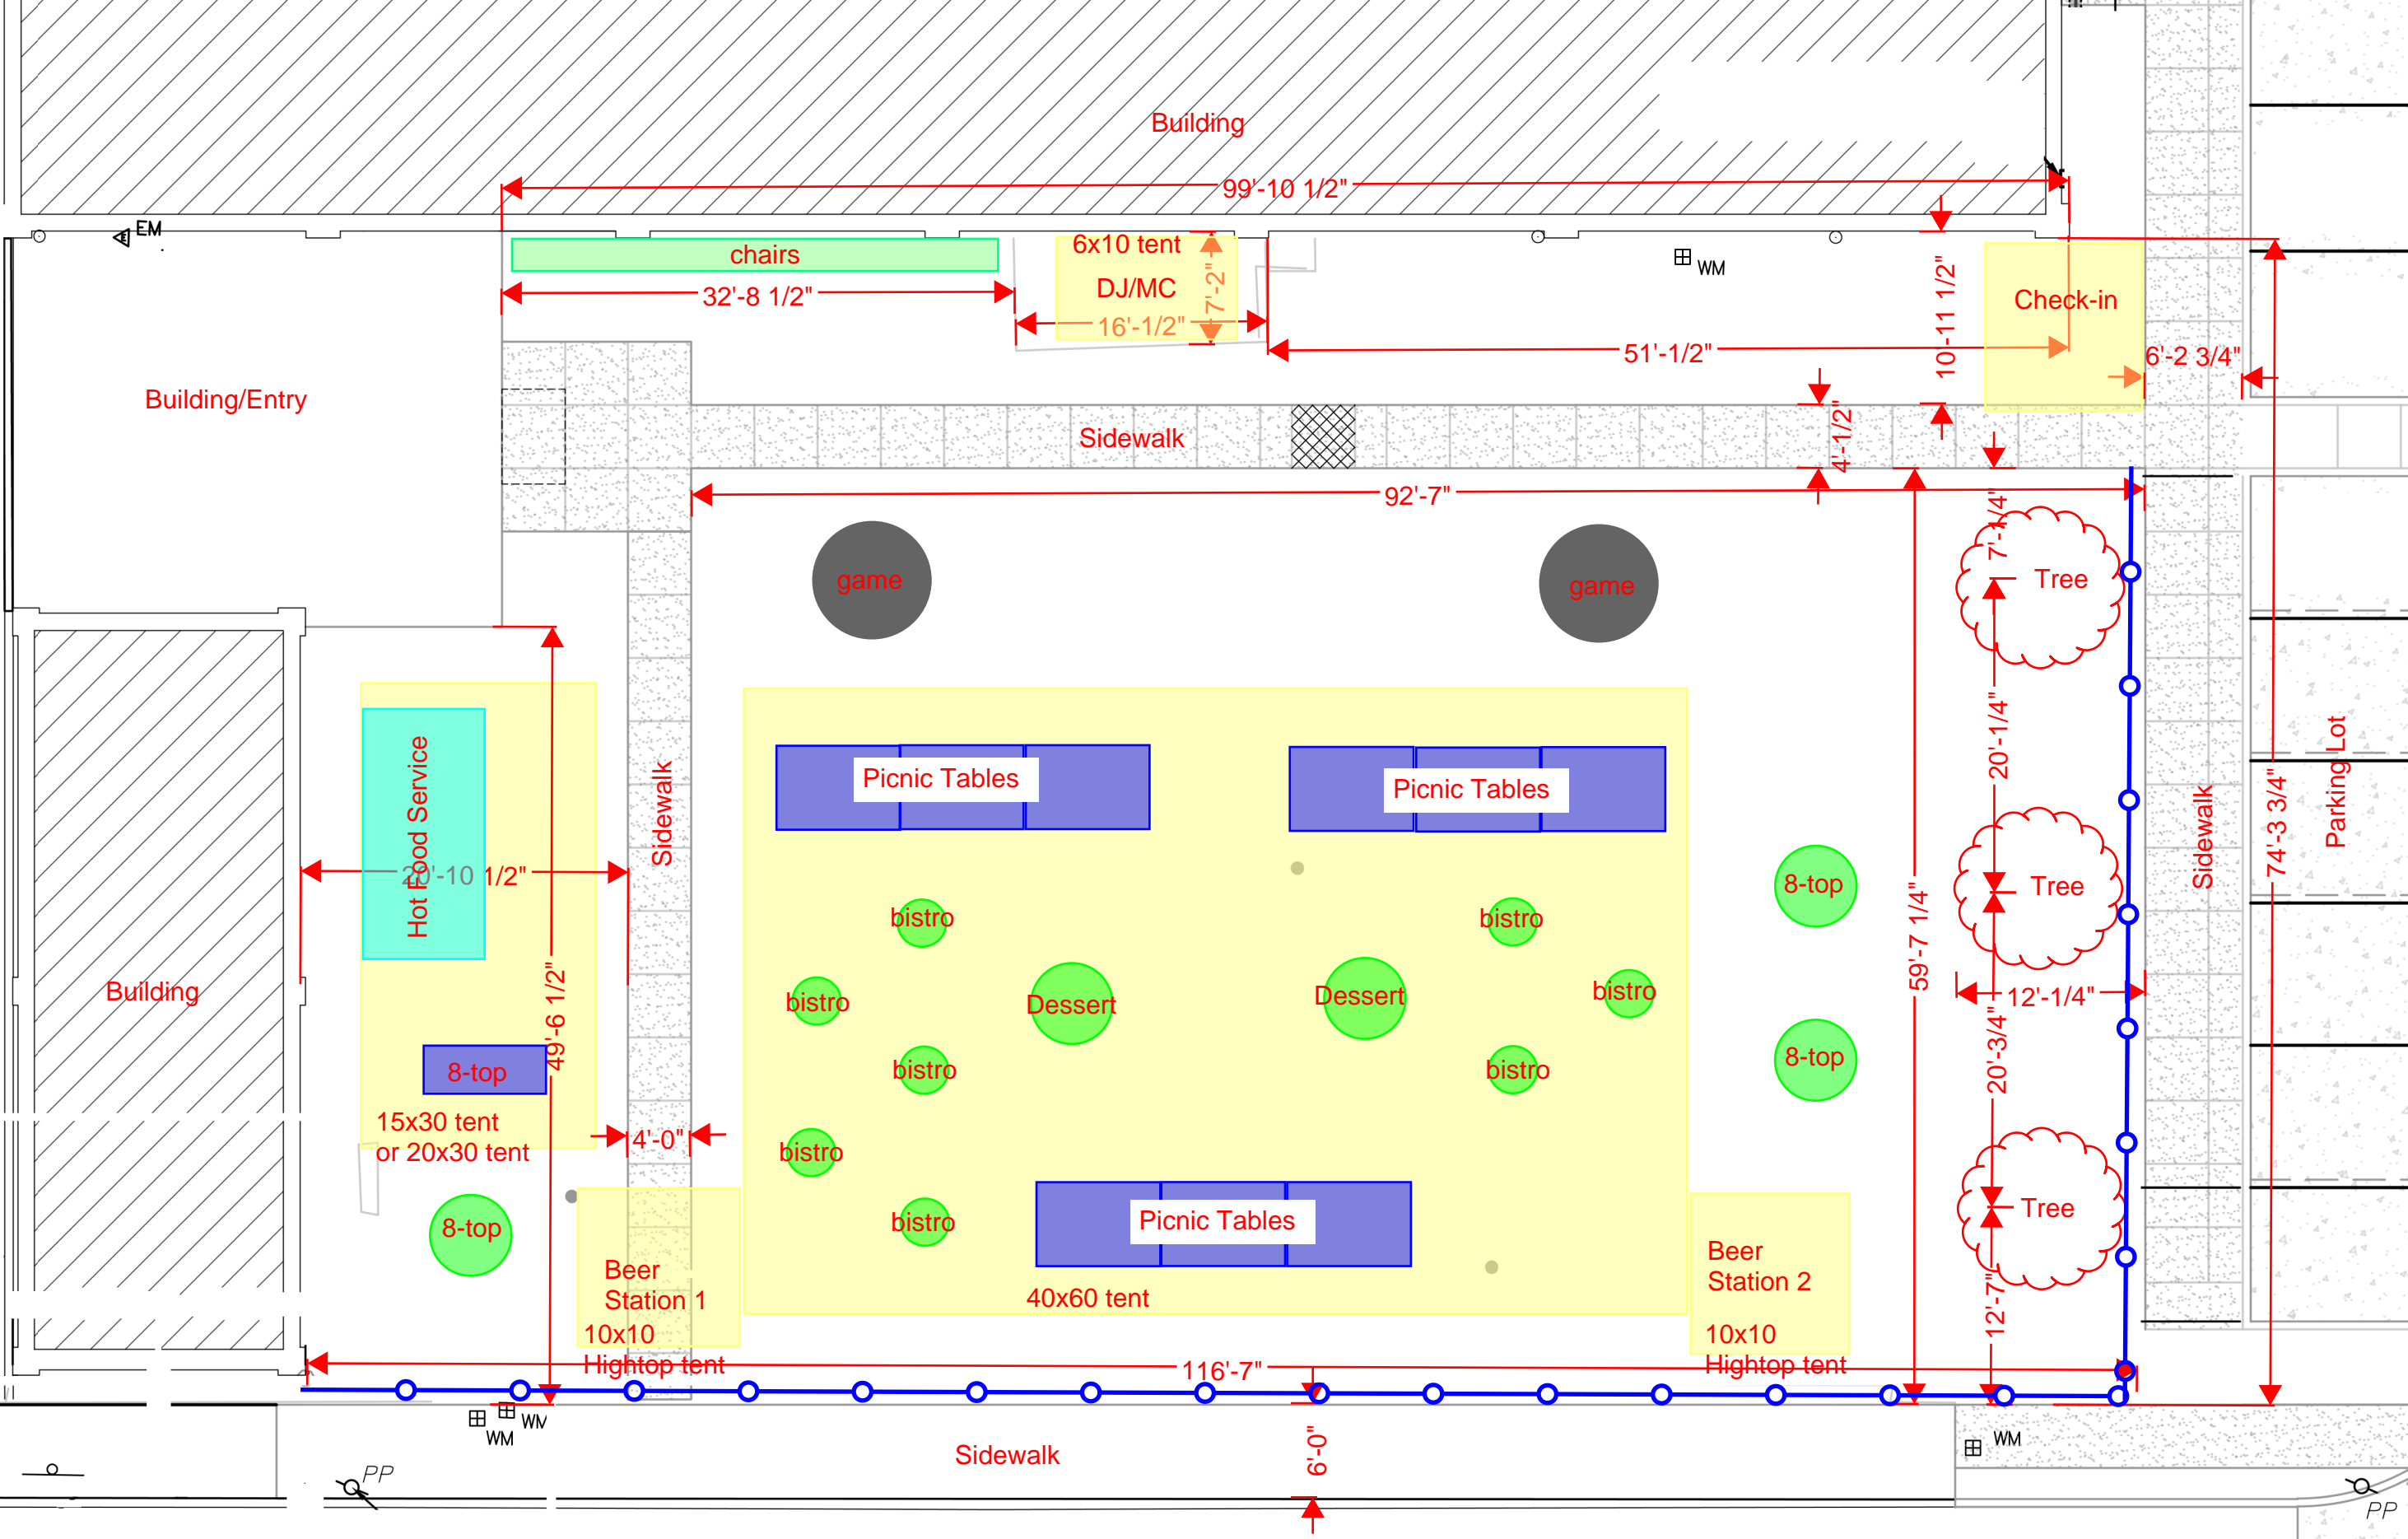 Building
99'-10 1/2"
EM
chairs
6x10 tent
DJ/MC
7'-2"
32'-8 1/2"
16'-1/2"
51'-1/2"
WM
10'-11 1/2"
Check-in
6'-2 3/4"
Building/Entry
Sidewalk
4'-1/2"
92'-7"
7'-1/4"
game
game
Tree
Hot Food Service
20'-10 1/2"
Sidewalk
Picnic Tables
Picnic Tables
20'-1/4"
Sidewalk
74'-3 3/4"
Parking Lot
8-top
Tree
bistro
bistro
59'-7 1/4"
Building
49'-6 1/2"
bistro
Dessert
Dessert
bistro
12'-1/4"
8-top
bistro
bistro
8-top
20'-3/4"
15x30 tent
or 20x30 tent
4'-0"
bistro
8-top
bistro
Picnic Tables
Tree
Beer
Station 1
10x10
Hightop tent
40x60 tent
Beer
Station 2
10x10
Hightop tent
12'-7"
116'-7"
WM
WM
Sidewalk
6'-0"
WM
PP
PP